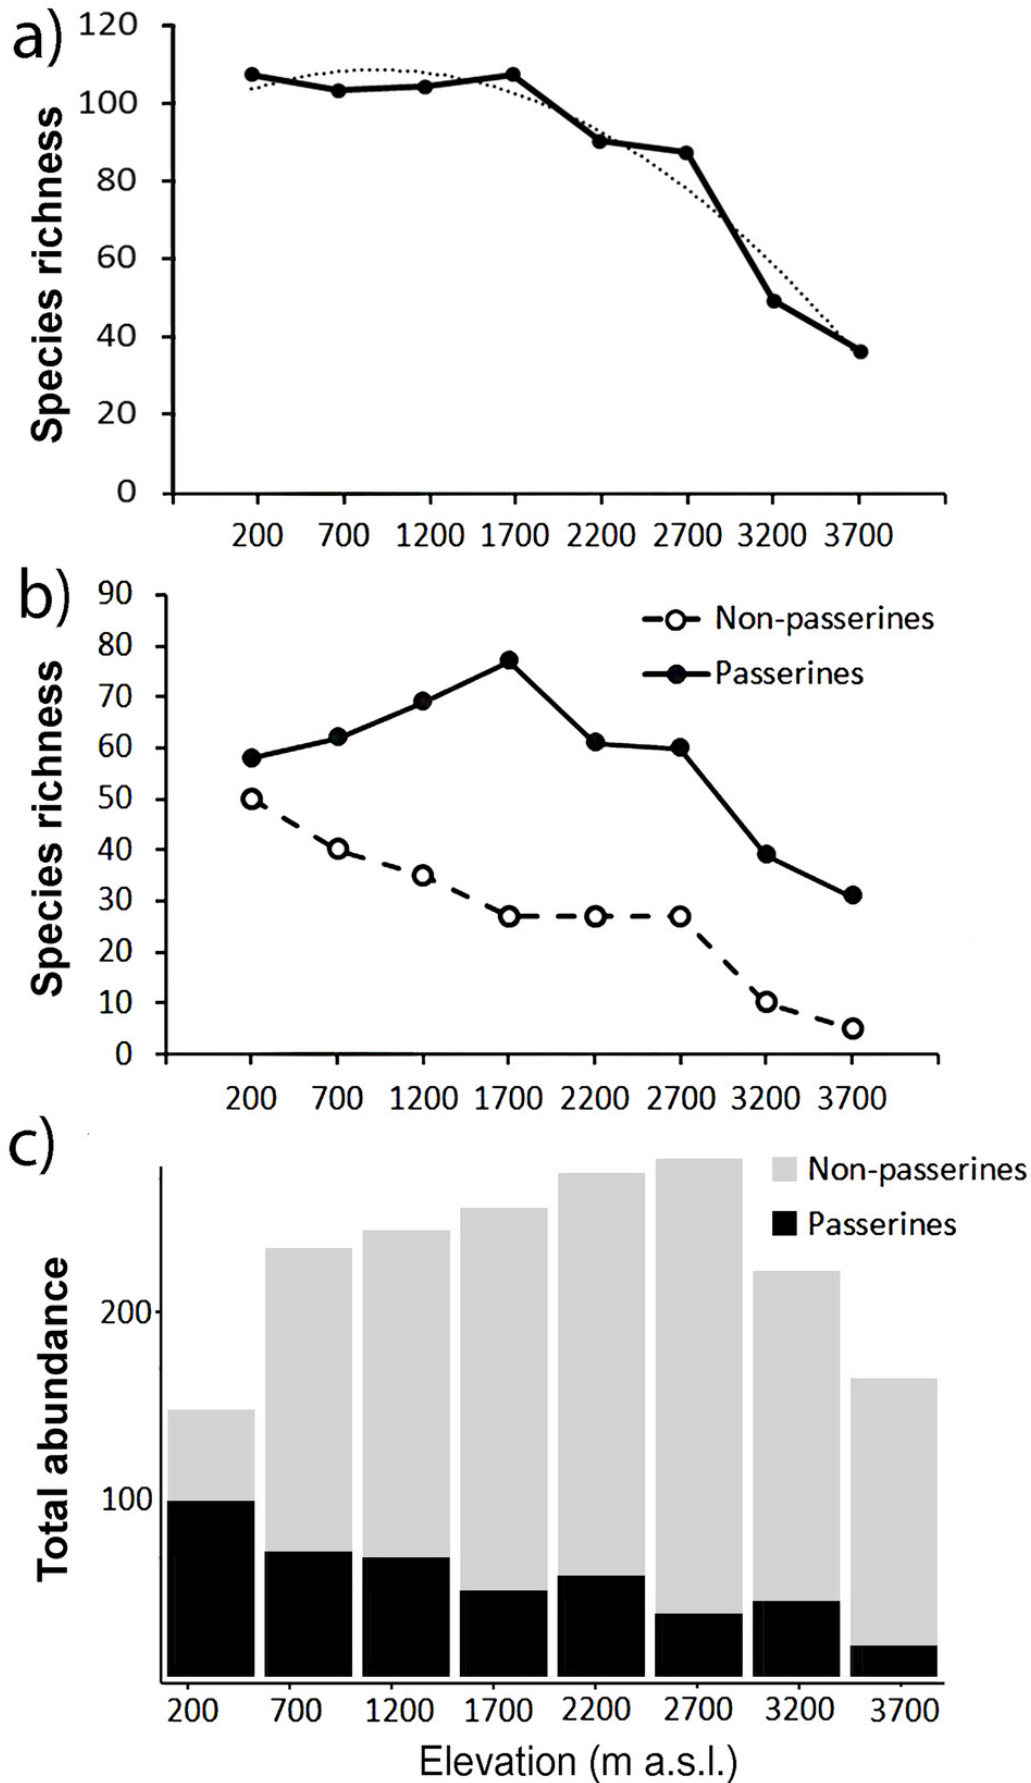 a)
Species richness
120
100
80
60
40
20
0
200 700 1200 1700 2200 2700 3200 3700
b)
Species richness
90
80
70
60
50
40
30
20
10
0
Non-passerines
Passerines
200 700 1200 1700 2200 2700 3200 3700
c)
Total abundance
200
100
Non-passerines
Passerines
200 700 1200 1700 2200 2700 3200 3700
Elevation (m a.s.l.)